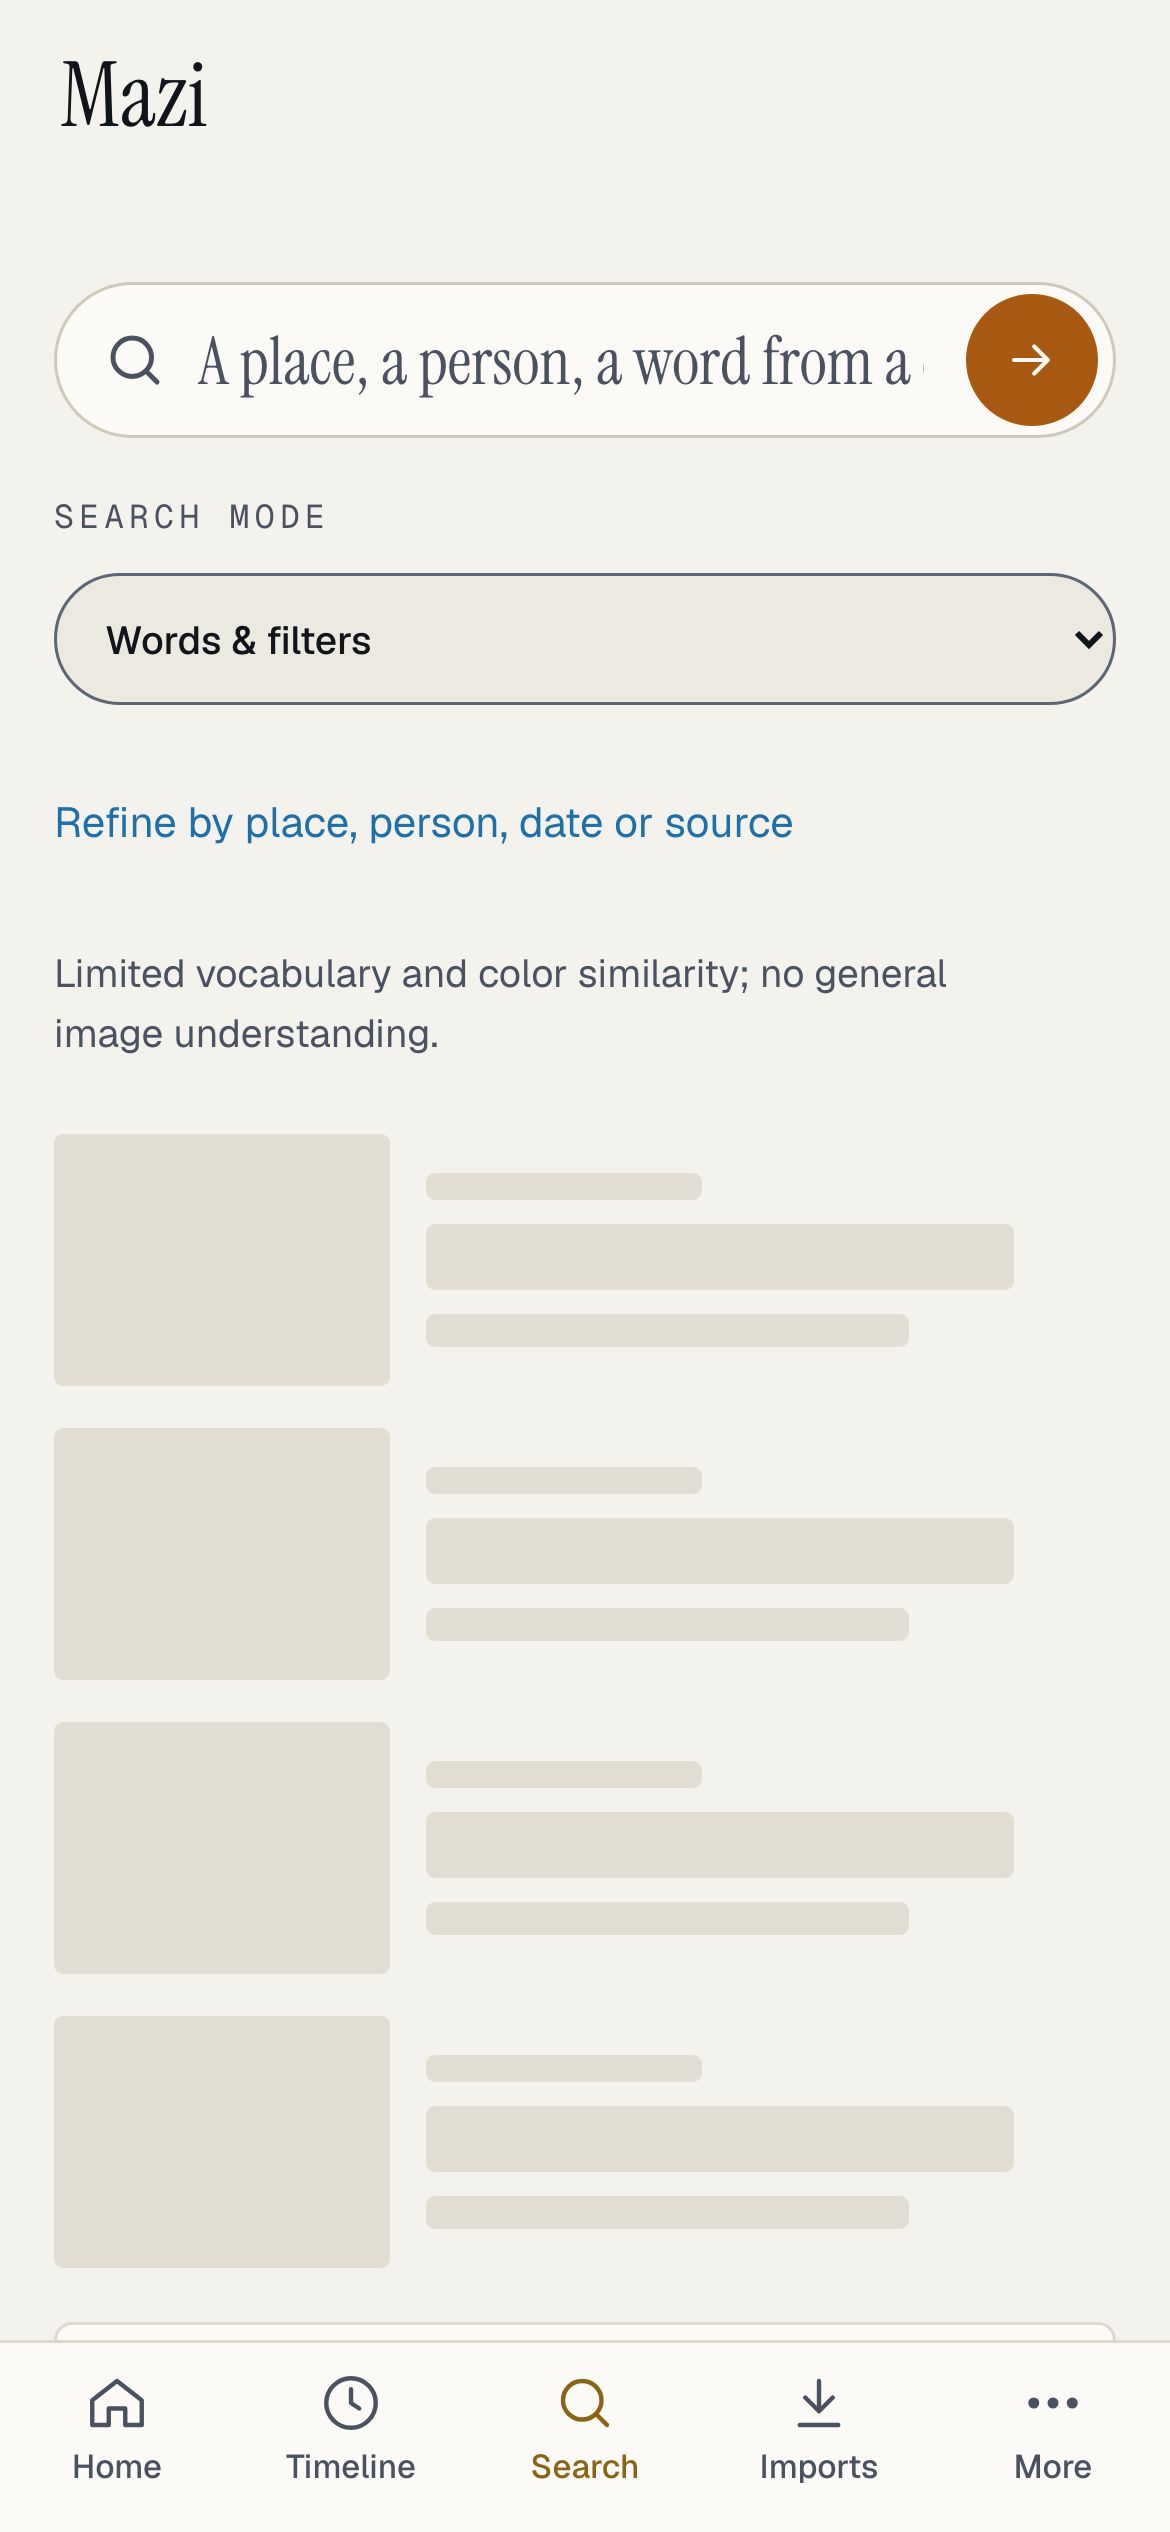 Mazi
A place, a person, a word from a
SEARCH MODE
Words & filters
Refine by place, person, date or source
Limited vocabulary and color similarity; no general
image understanding.
Home
Timeline
Search
Imports
More